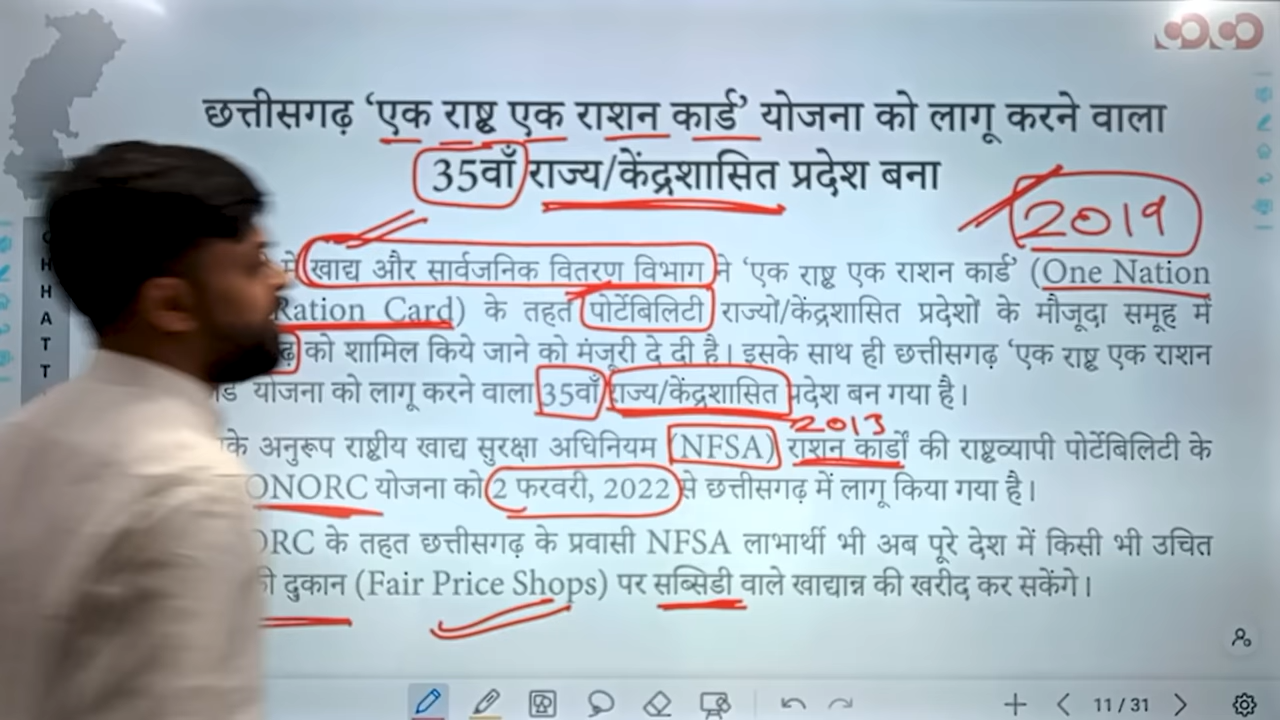 छत्तीसगढ़ ‘एक राष्ट्र एक राशन कार्ड’ योजना को लागू करने वाला
35वाँ राज्य/केंद्रशासित प्रदेश बना
2019
में खाद्य और सार्वजनिक वितरण विभाग ने ‘एक राष्ट्र एक राशन कार्ड’ (One Nation
Ration Card) के तहत पोर्टेबिलिटी राज्यों/केंद्रशासित प्रदेशों के मौजूदा समूह में
को शामिल किये जाने को मंजूरी दे दी है। इसके साथ ही छत्तीसगढ़ ‘एक राष्ट्र एक राशन
योजना को लागू करने वाला 35वाँ राज्य/केंद्रशासित प्रदेश बन गया है।
2013
के अनुरूप राष्ट्रीय खाद्य सुरक्षा अधिनियम (NFSA) राशन कार्डों की राष्ट्रव्यापी पोर्टेबिलिटी के
ONORC योजना को 2 फरवरी, 2022 से छत्तीसगढ़ में लागू किया गया है।
ORC के तहत छत्तीसगढ़ के प्रवासी NFSA लाभार्थी भी अब पूरे देश में किसी भी उचित
की दुकान (Fair Price Shops) पर सब्सिडी वाले खाद्यान्न की खरीद कर सकेंगे।
H
A
T
T
11 / 31